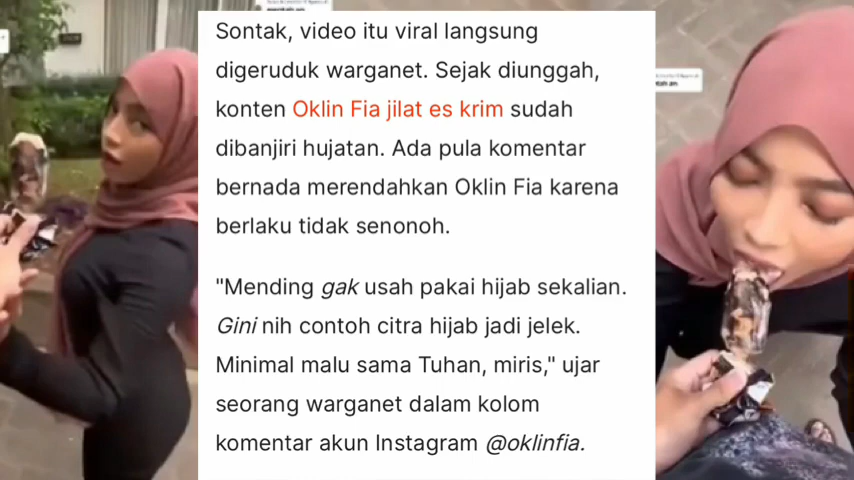 Sontak, video itu viral langsung
digeruduk warganet. Sejak diunggah,
konten Oklin Fia jilat es krim sudah
dibanjiri hujatan. Ada pula komentar
bernada merendahkan Oklin Fia karena
berlaku tidak senonoh.
"Mending gak usah pakai hijab sekalian.
Gini nih contoh citra hijab jadi jelek.
Minimal malu sama Tuhan, miris," ujar
seorang warganet dalam kolom
komentar akun Instagram @oklinfia.